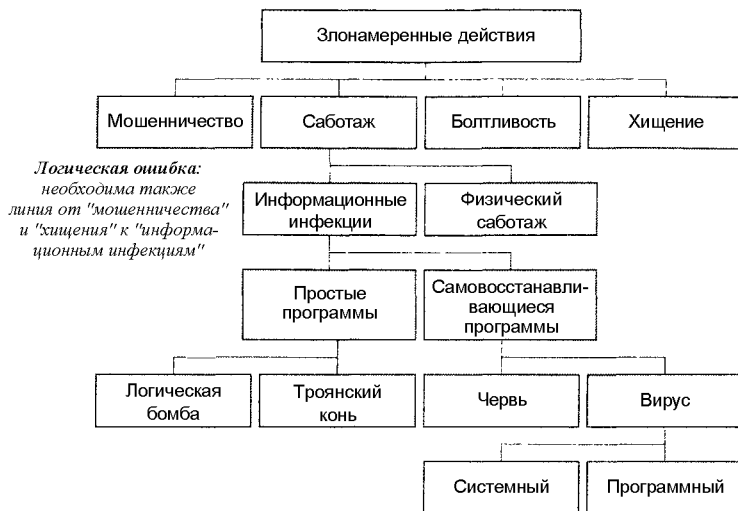 Злонамеренные действия
Мошенничество
Саботаж
Болтливость
Хищение
Логическая ошибка:
необходима также
линия от "мошенничества"
и "хищения" к "информа-
ционным инфекциям"
Информационные
инфекции
Физический
саботаж
Простые
программы
Самовосстанавли-
вающиеся
программы
Логическая
бомба
Троянский
конь
Червь
Вирус
Системный
Программный